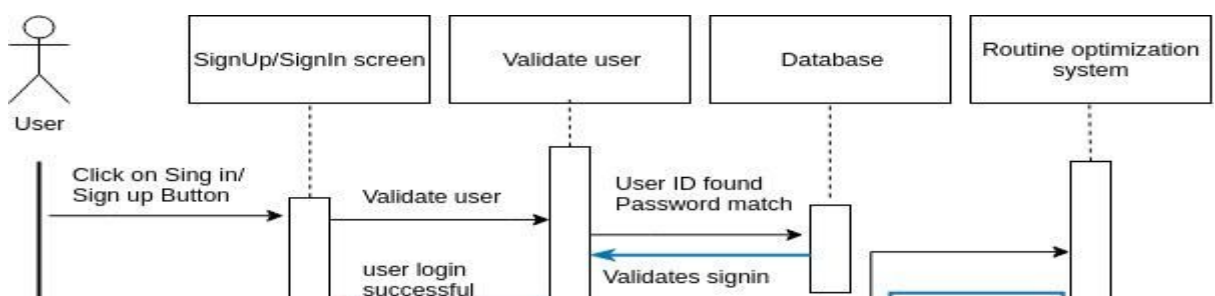 SignUp/SignIn screen
Validate user
Database
Routine optimization
system
User
Click on Sing in/
Sign up Button
Validate user
User ID found
Password match
Validates signin
user login
successful